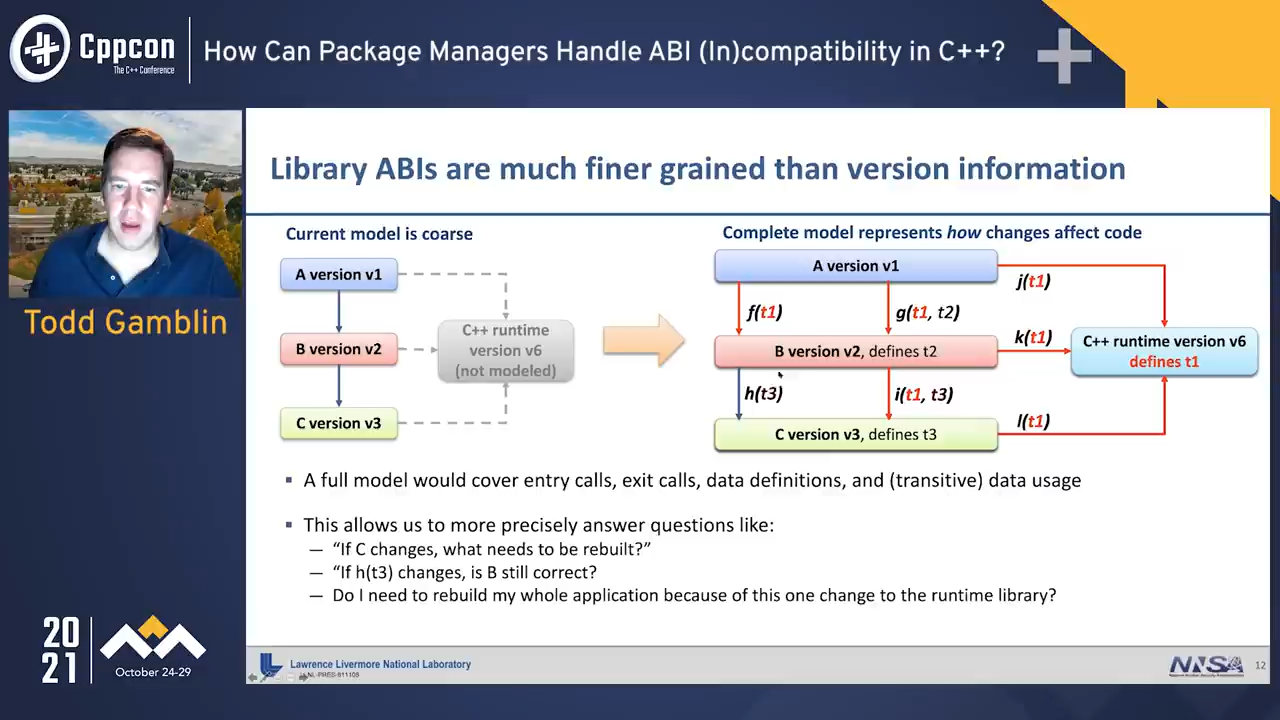 Cppcon
The C++ Conference
How Can Package Managers Handle ABI (In)compatibility in C++?
Todd Gamblin
Library ABIs are much finer grained than version information
Current model is coarse
A version v1
B version v2
C version v3
C++ runtime
version v6
(not modeled)
Complete model represents how changes affect code
A version v1
j(t1)
f(t1)
g(t1, t2)
k(t1)
B version v2, defines t2
C++ runtime version v6
defines t1
h(t3)
i(t1, t3)
l(t1)
C version v3, defines t3
▪ A full model would cover entry calls, exit calls, data definitions, and (transitive) data usage
▪ This allows us to more precisely answer questions like:
— “If C changes, what needs to be rebuilt?”
— “If h(t3) changes, is B still correct?
— Do I need to rebuild my whole application because of this one change to the runtime library?
Lawrence Livermore National Laboratory
NNSA
12
20
21
October 24-29